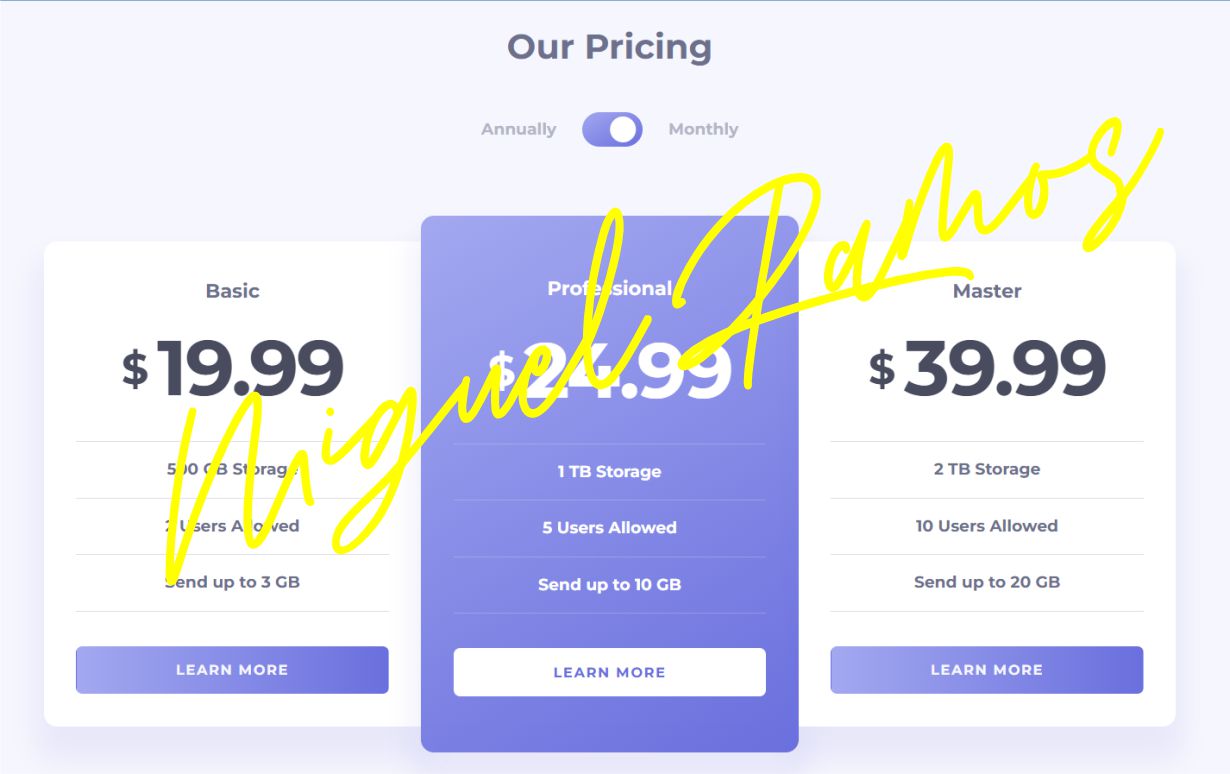 Our Pricing
Annually Monthly
Basic
$19.99
500 GB Storage
2 Users Allowed
Send up to 3 GB
LEARN MORE
Professional
$24.99
1 TB Storage
5 Users Allowed
Send up to 10 GB
LEARN MORE
Master
$39.99
2 TB Storage
10 Users Allowed
Send up to 20 GB
LEARN MORE
Miguel Ramos